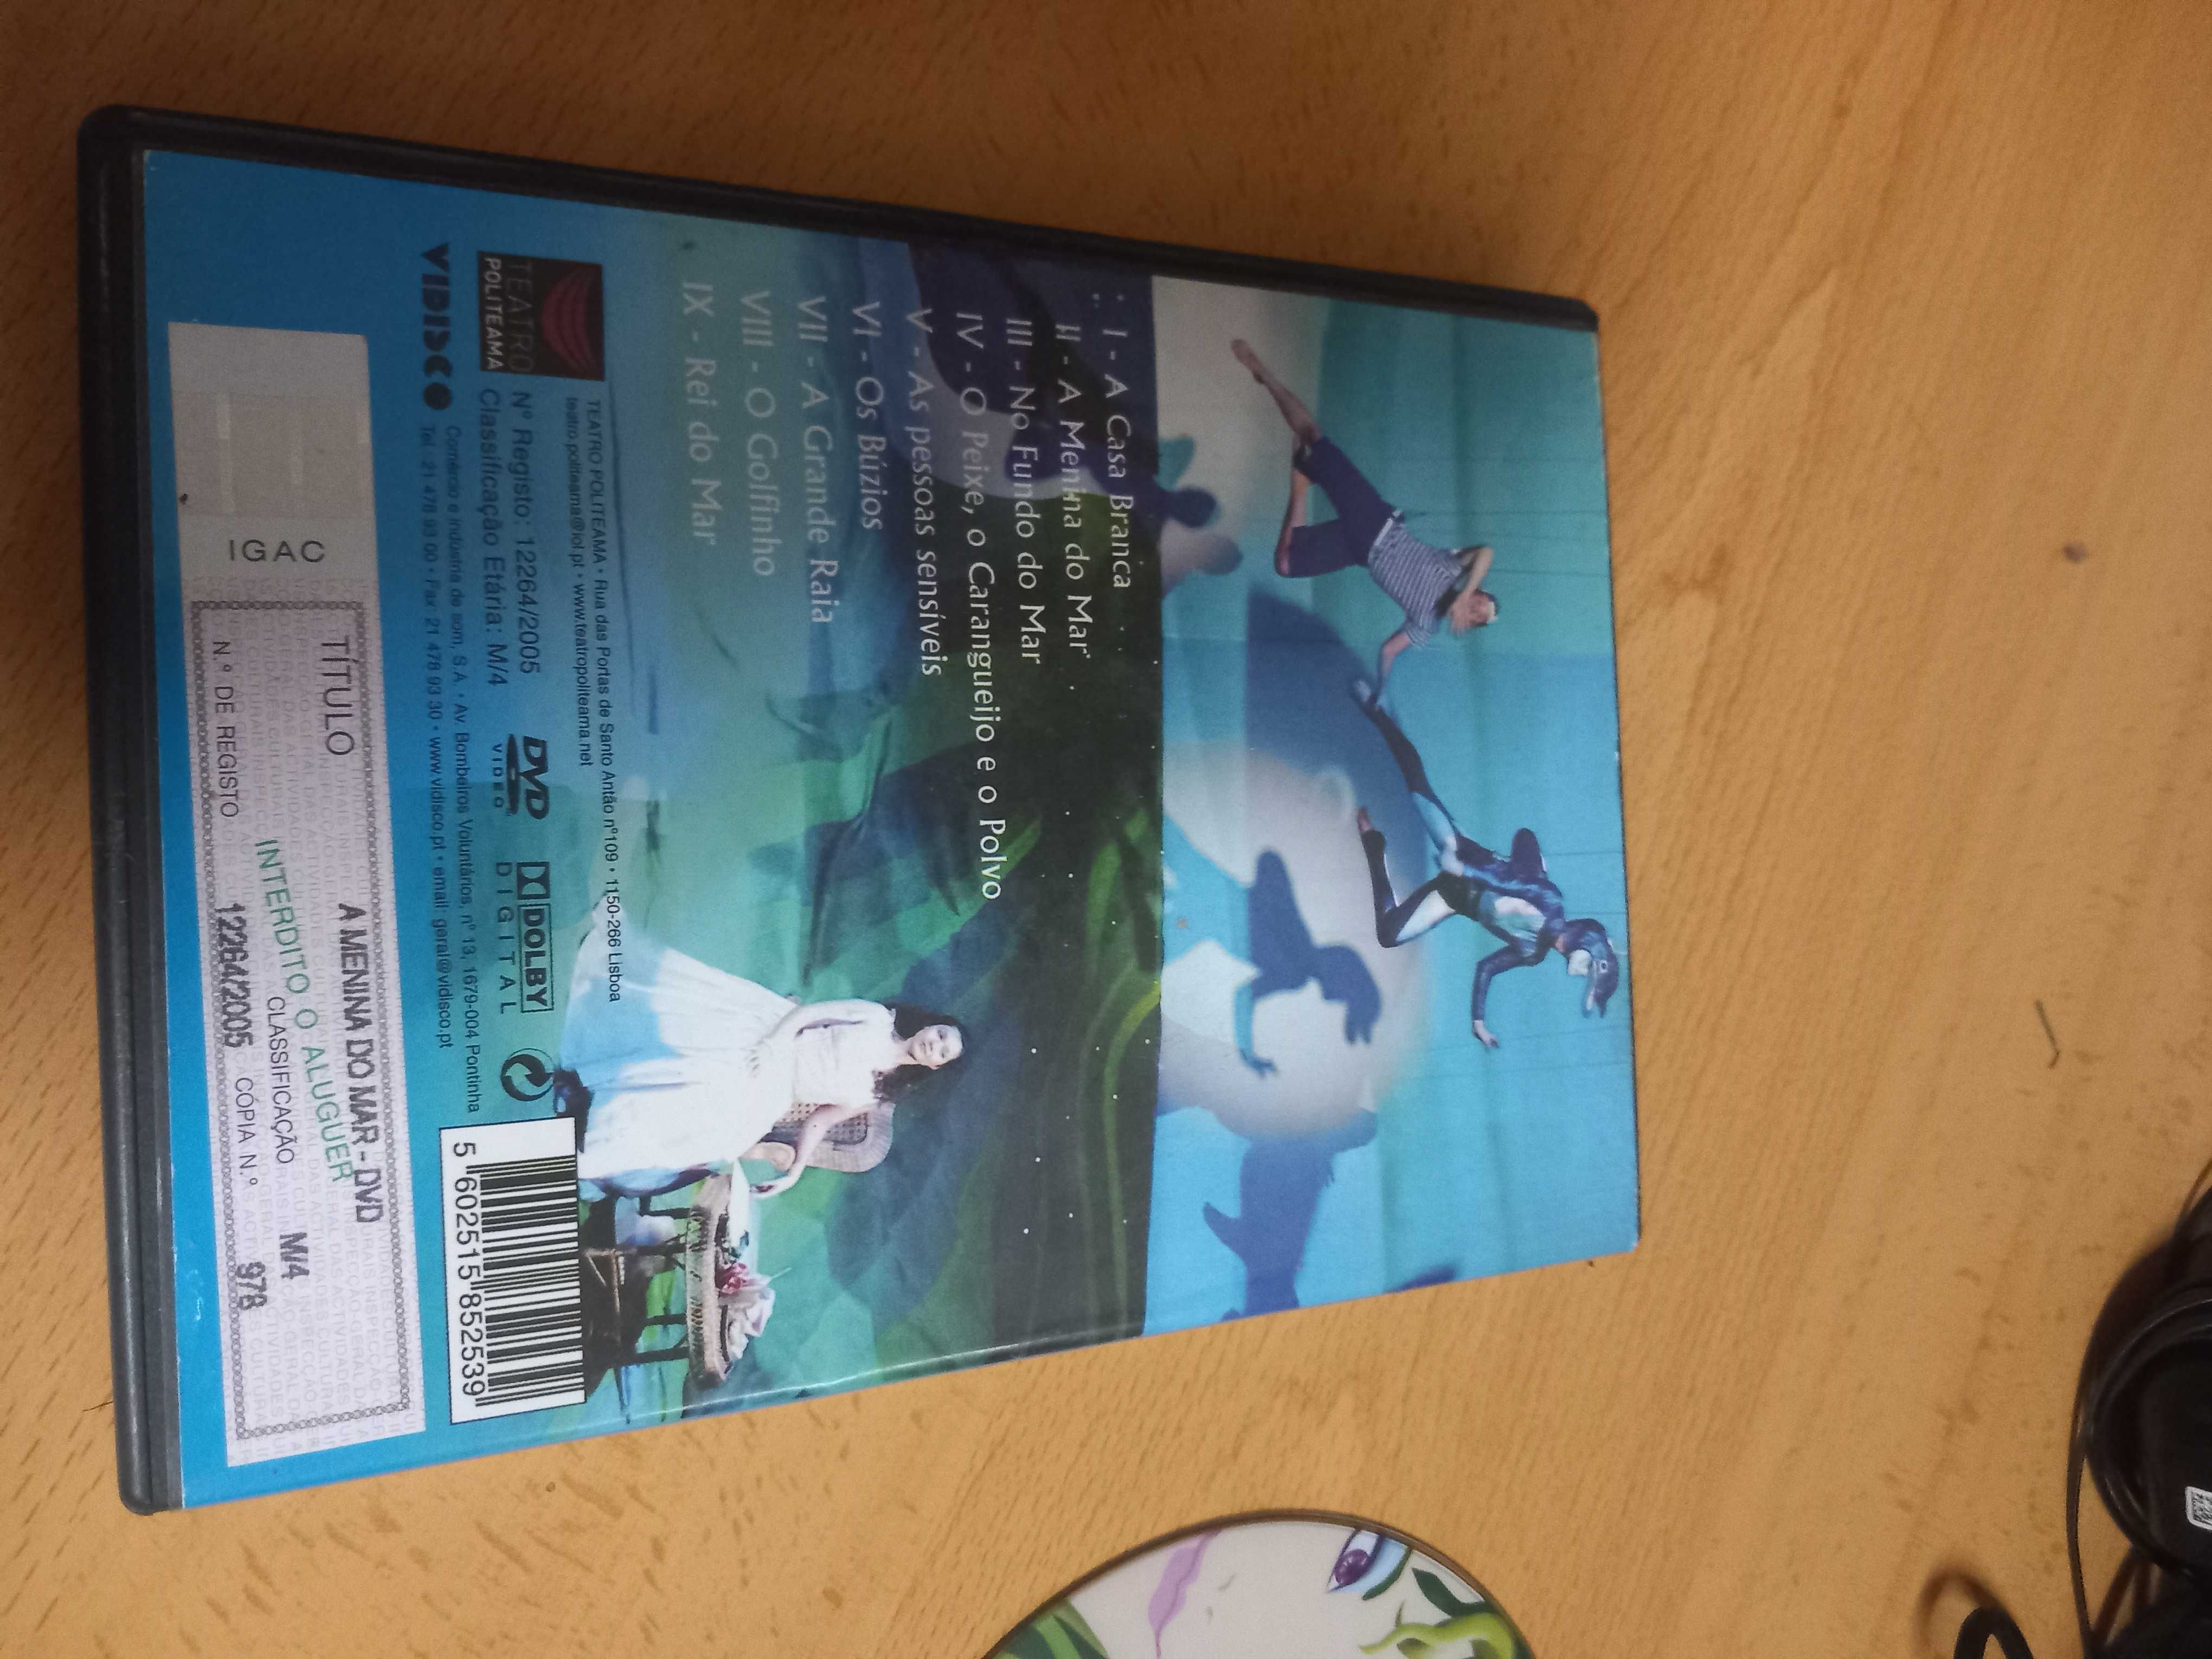 I - A Casa Branca
II - A Menina do Mar
III - No Fundo do Mar
IV - O Peixe, o Carangueijo e o Polvo
V - As pessoas sensíveis
VI - Os Búzios
VII - A Grande Raia
VIII - O Golfinho
IX - Rei do Mar
TEATRO POLITEAMA
TEATRO POLITEAMA • Rua das Portas de Santo Antão nº109 • 1150-266 Lisboa
teatro.politeama@iol.pt • www.teatropoliteama.net
Nº Registo: 12264/2005
Classificação Etária: M/4
DVD VIDEO
DOLBY DIGITAL
VIDISCO
Comércio e indústria de som, S.A. • Av. Bombeiros Voluntários, nº 13, 1679-004 Pontinha
Tel. 21 478 93 00 • Fax 21 478 93 30 • www.vidisco.pt • email: geral@vidisco.pt
5 602515 852539
IGAC
TÍTULO A MENINA DO MAR - DVD
INTERDITO O ALUGUER
CLASSIFICAÇÃO M/4
N.º DE REGISTO 12264/2005 CÓPIA N.º 978